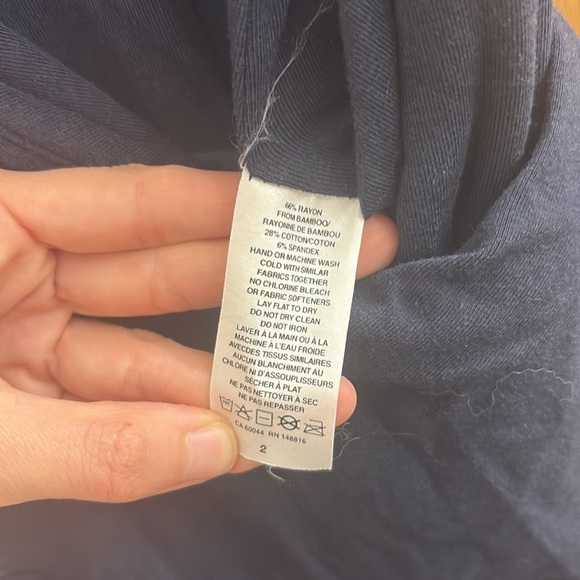 66% RAYON
FROM BAMBOO/
RAYONNE DE BAMBOU
28% COTTON/COTON
6% SPANDEX
HAND OR MACHINE WASH
COLD WITH SIMILAR
FABRICS TOGETHER
NO CHLORINE BLEACH
OR FABRIC SOFTENERS
LAY FLAT TO DRY
DO NOT DRY CLEAN
DO NOT IRON
LAVER À LA MAIN OU À LA
MACHINE À L'EAU FROIDE
AVECDES TISSUS SIMILAIRES
AUCUN BLANCHIMENT AU
CHLORE NI D'ASSOUPLISSEURS
SÉCHER À PLAT
NE PAS NETTOYER À SEC
NE PAS REPASSER
CA 60044 RN 148816
2